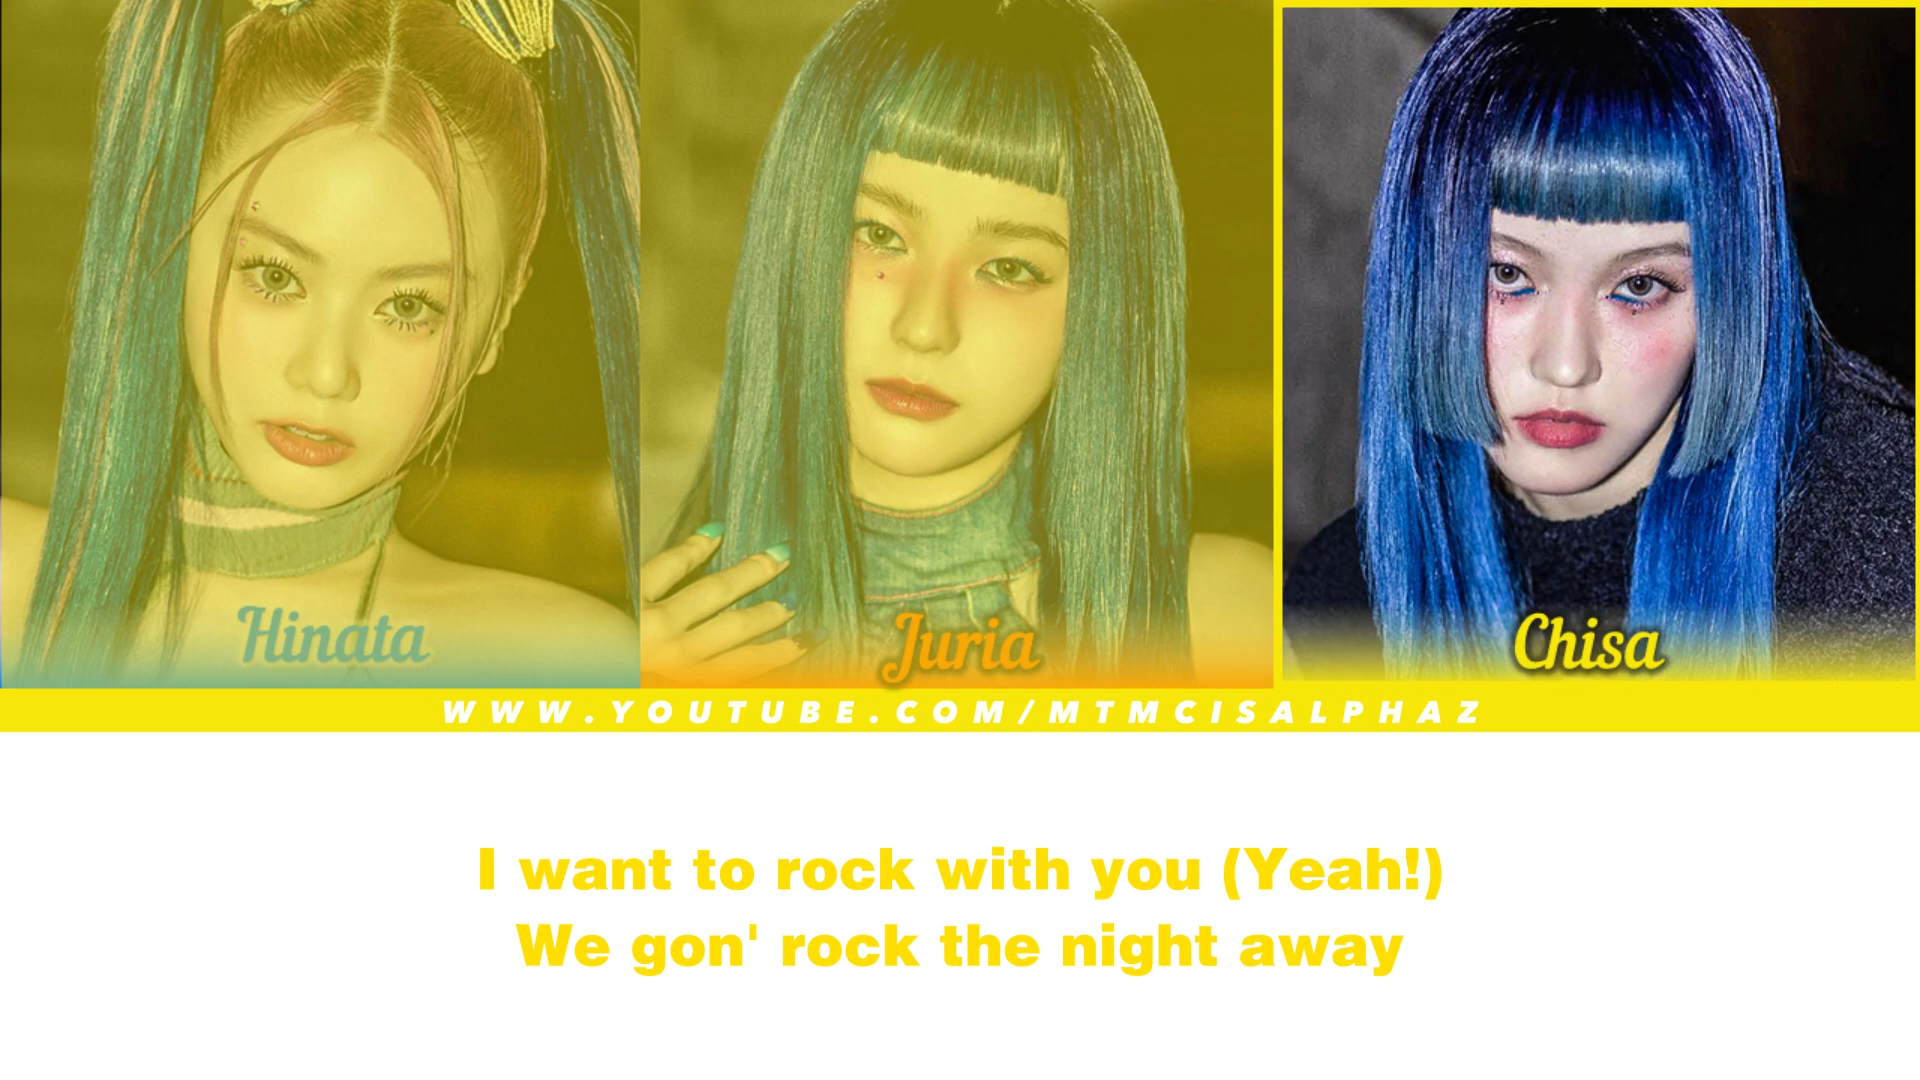 Hinata
Juria
Chisa
WWW.YOUTUBE.COM/MTMCISALPHAZ
I want to rock with you (Yeah!)
We gon' rock the night away